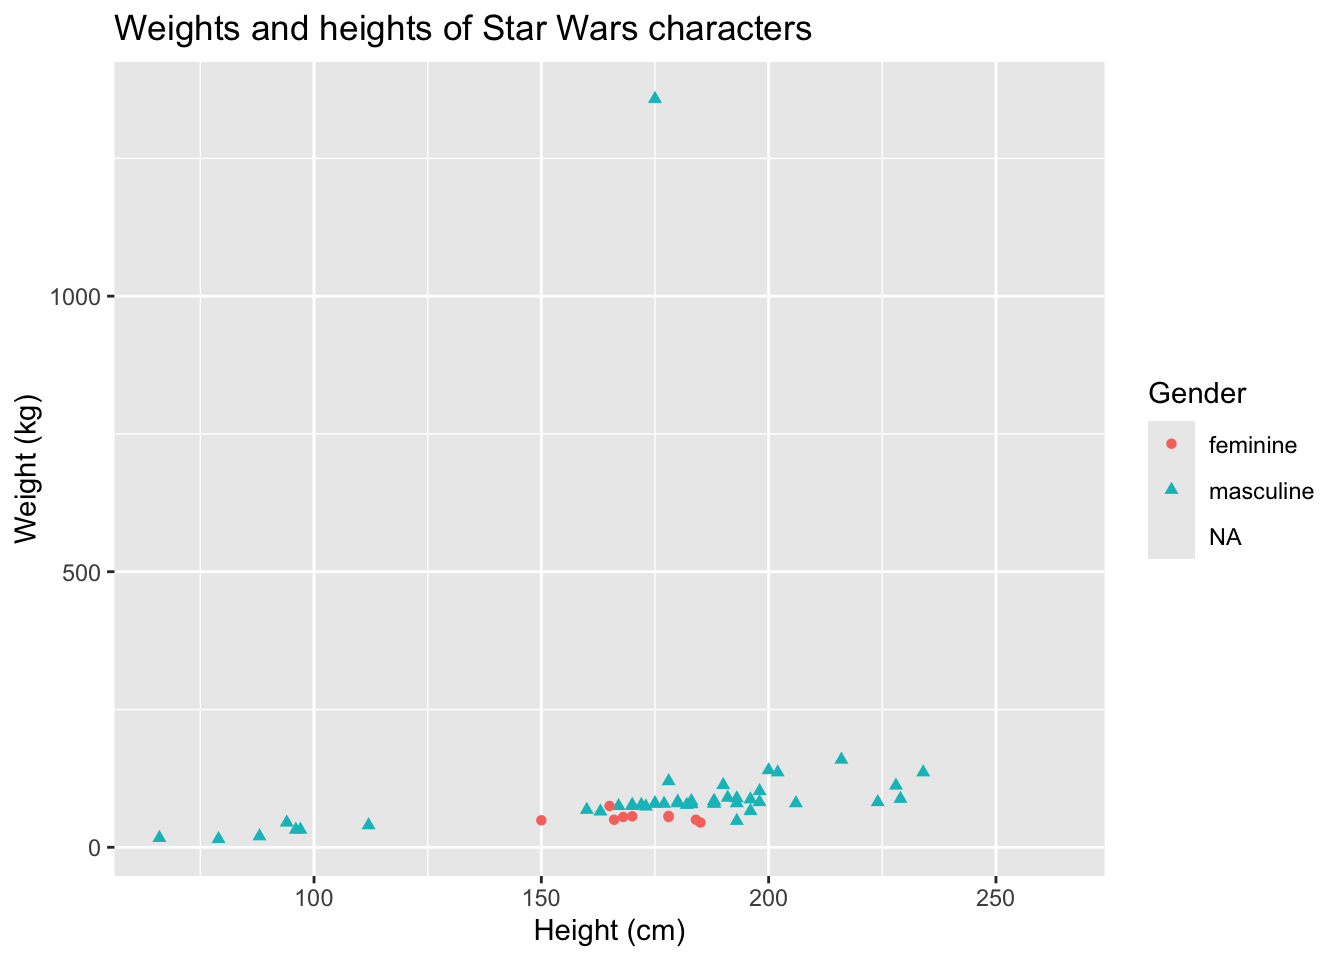 Weights and heights of Star Wars characters
Weight (kg)
1000
500
0
100
150
200
250
Height (cm)
Gender
feminine
masculine
NA